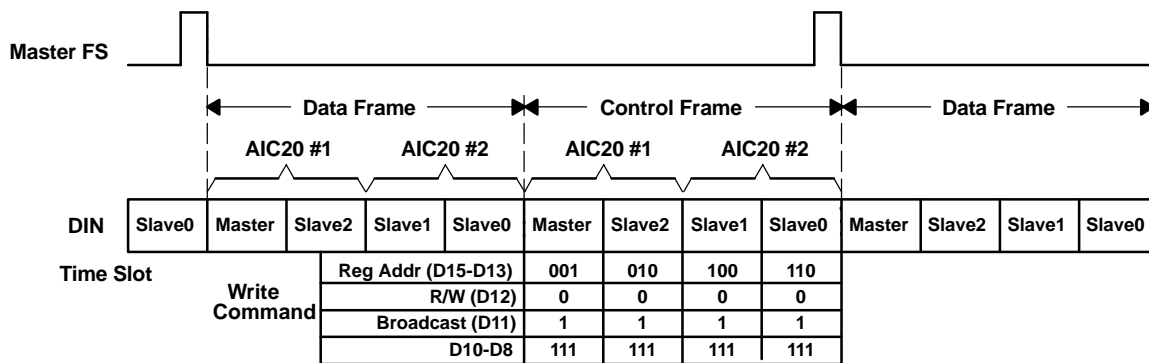 Master FS
Data Frame Control Frame Data Frame
AIC20 #1 AIC20 #2 AIC20 #1 AIC20 #2
DIN Slave0 Master Slave2 Slave1 Slave0 Master Slave2 Slave1 Slave0 Master Slave2 Slave1 Slave0
Time Slot
Write Command
Reg Addr (D15-D13) 001 010 100 110
R/W (D12) 0 0 0 0
Broadcast (D11) 1 1 1 1
D10-D8 111 111 111 111